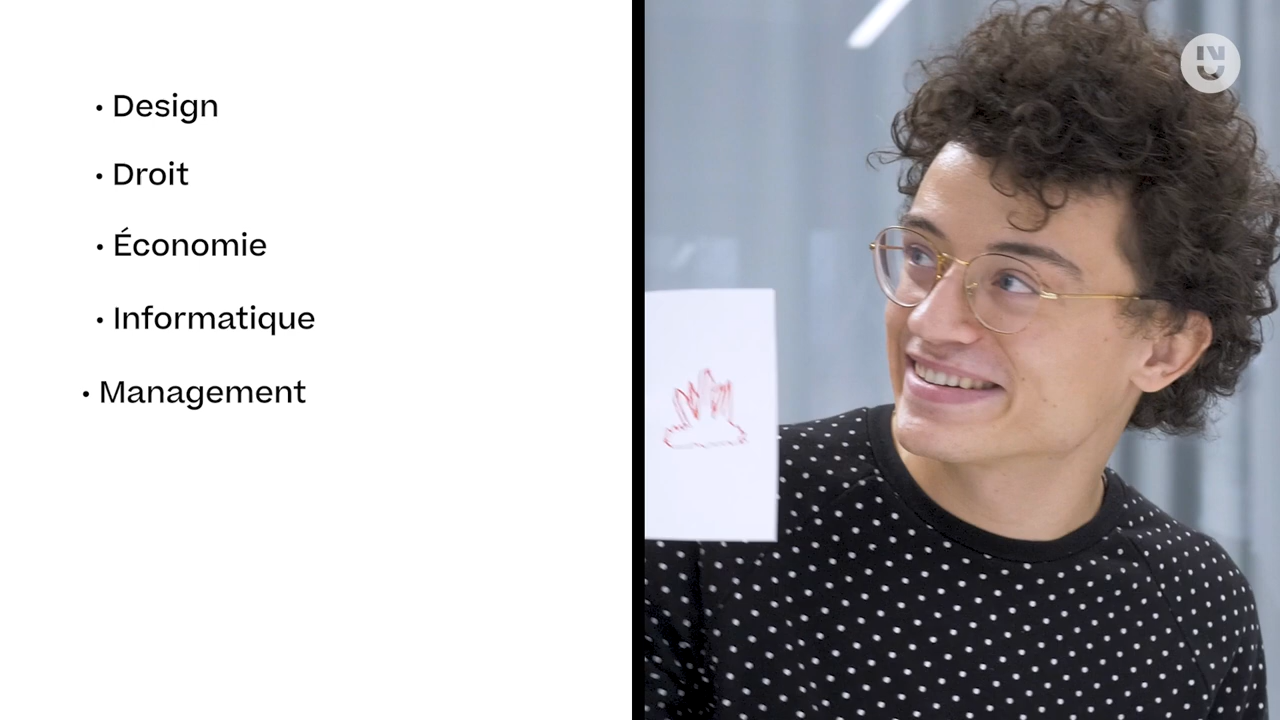 • Design
• Droit
• Économie
• Informatique
• Management